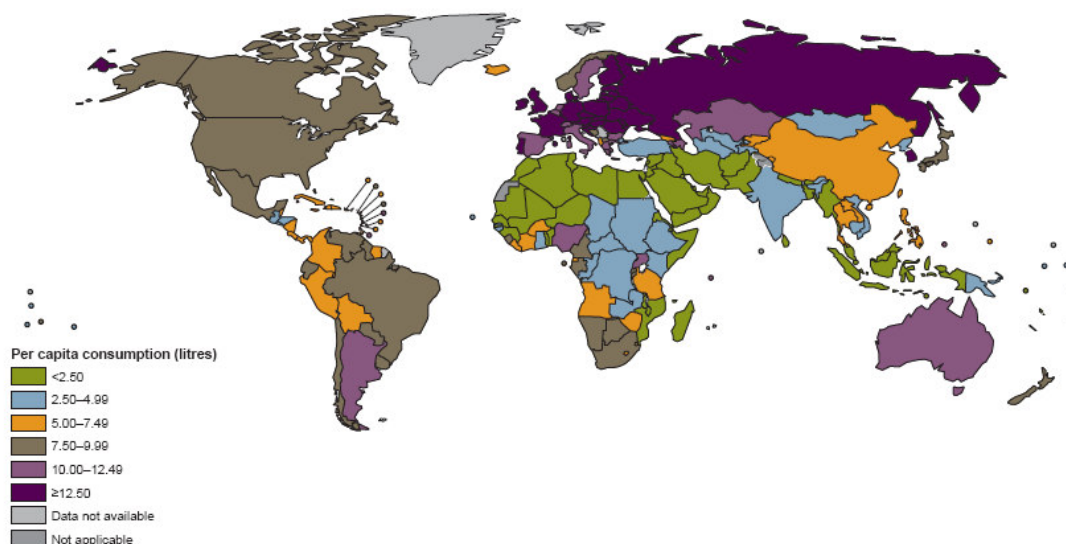 Per capita consumption (litres)
<2.50
2.50–4.99
5.00–7.49
7.50–9.99
10.00–12.49
≥12.50
Data not available
Not applicable